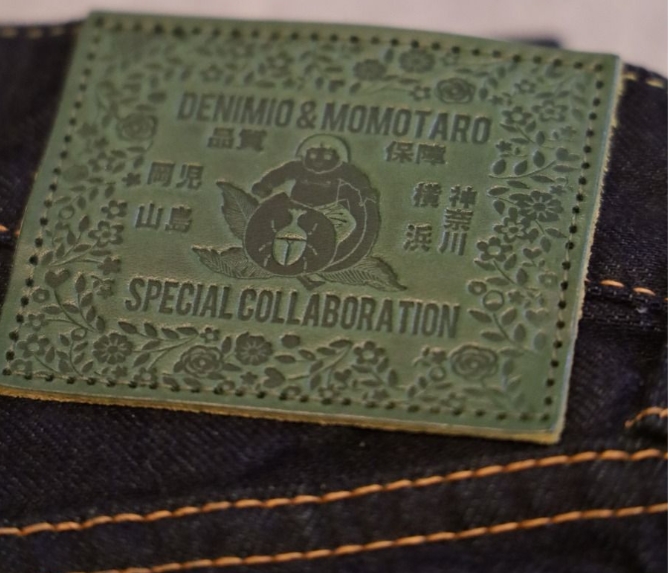 DENIMIO & MOMOTARO
品質 保障
岡児
山島
神奈川
横浜
SPECIAL COLLABORATION